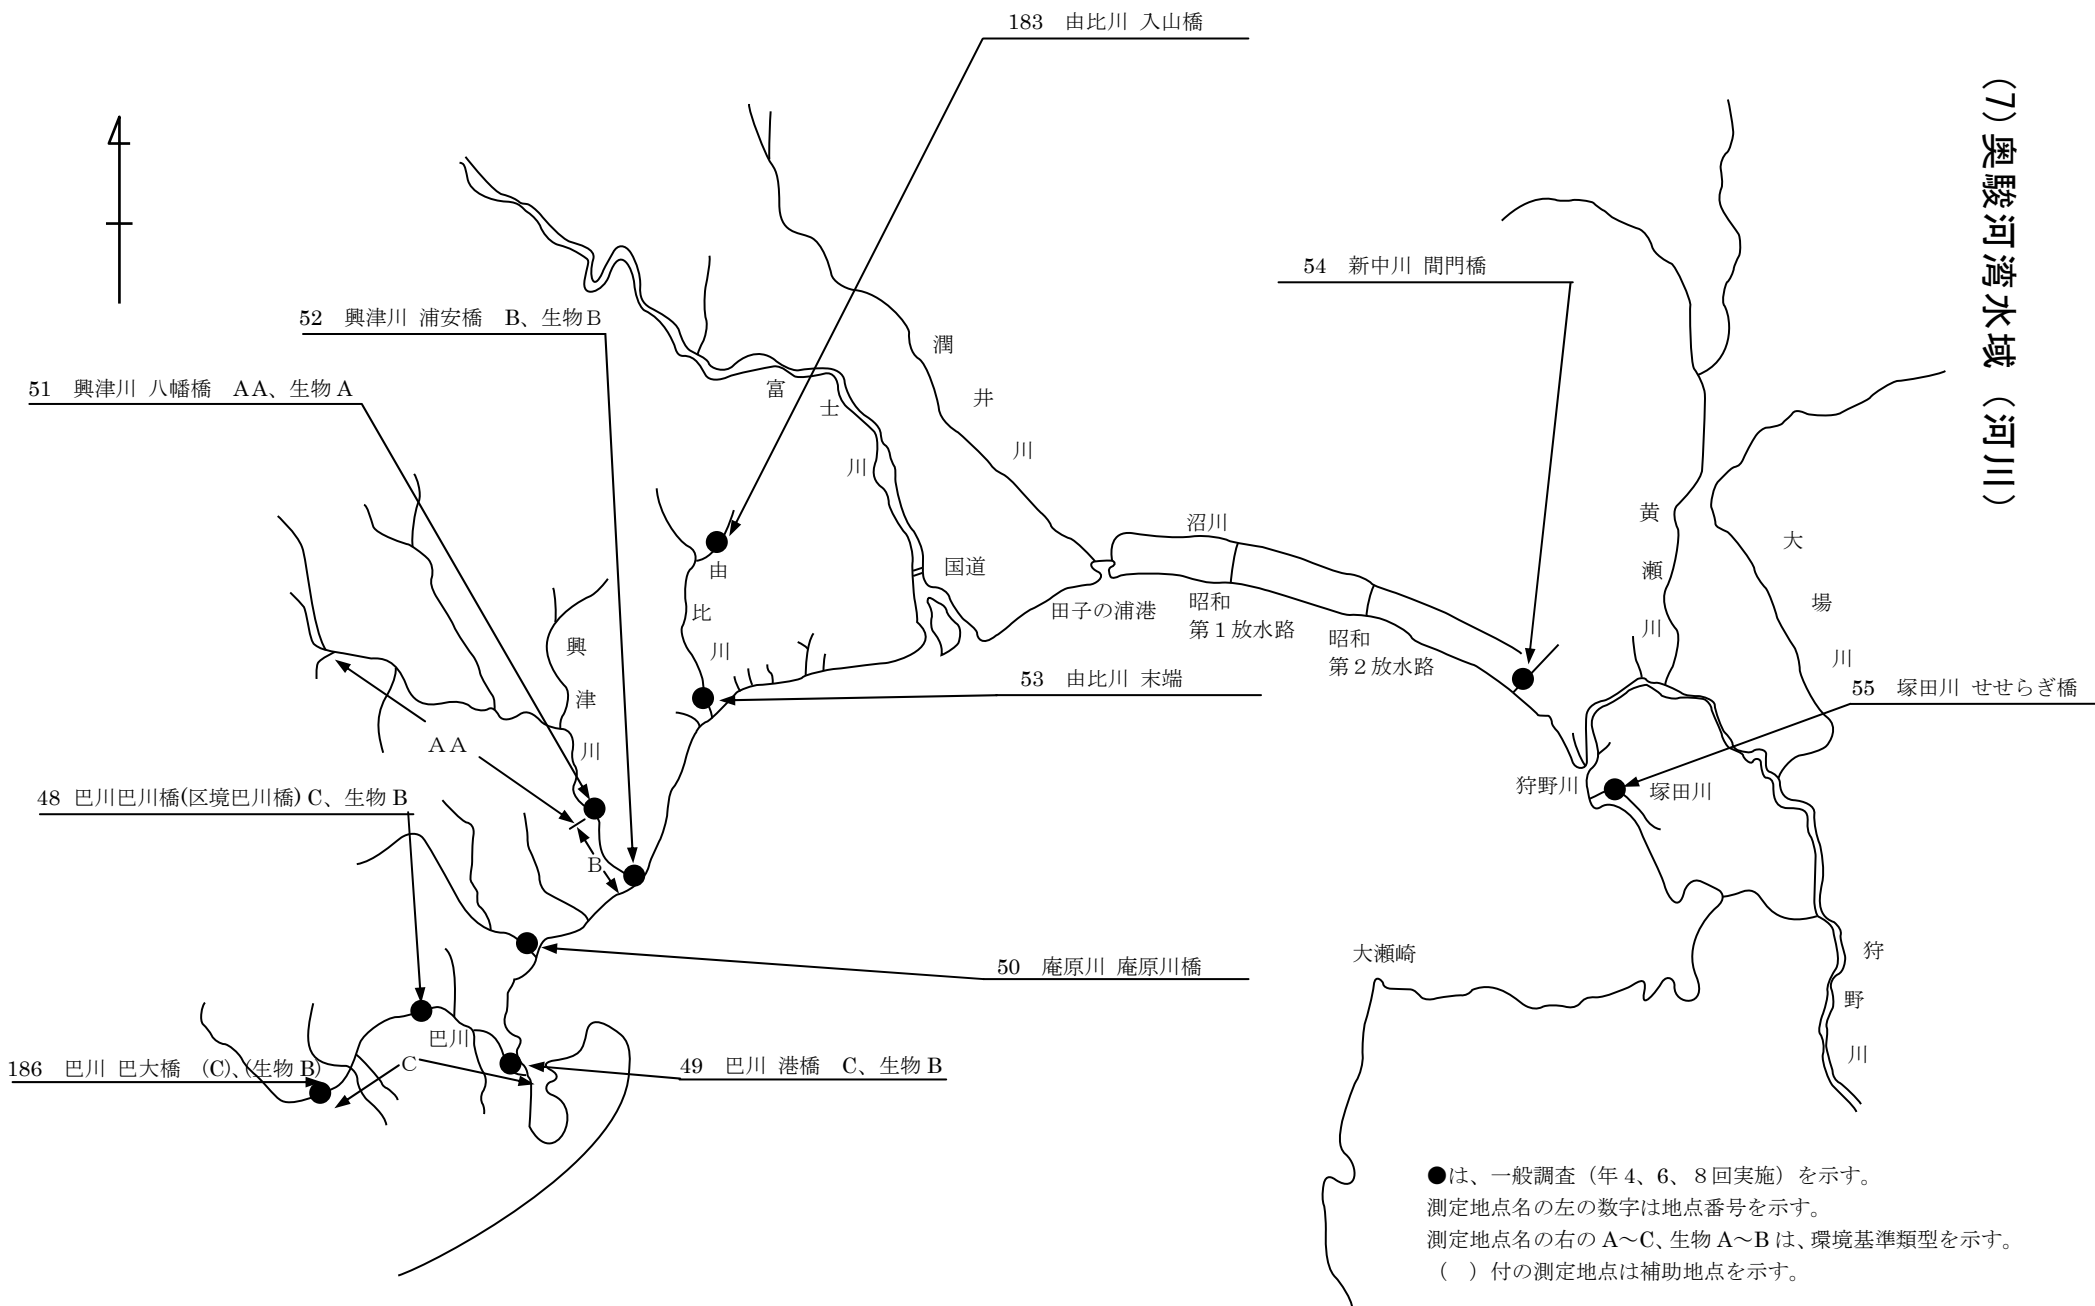 (7) 奥駿河湾水域（河川）
183　由比川 入山橋
54　新中川 間門橋
52　興津川 浦安橋　B、生物B
51　興津川 八幡橋　AA、生物A
潤井川
富士川
黄瀬川
大場川
由比川
興津川
沼川
国道
田子の浦港
昭和
第１放水路
昭和
第２放水路
53　由比川 末端
55　塚田川 せせらぎ橋
AA
48 巴川巴川橋(区境巴川橋) C、生物 B
狩野川
塚田川
B
50　庵原川 庵原川橋
大瀬崎
狩野川
巴川
C
186　巴川 巴大橋　(C)、(生物 B)
49　巴川 港橋　C、生物 B
●は、一般調査（年 4、6、８回実施）を示す。
測定地点名の左の数字は地点番号を示す。
測定地点名の右の A～C、生物 A～B は、環境基準類型を示す。
（　）付の測定地点は補助地点を示す。